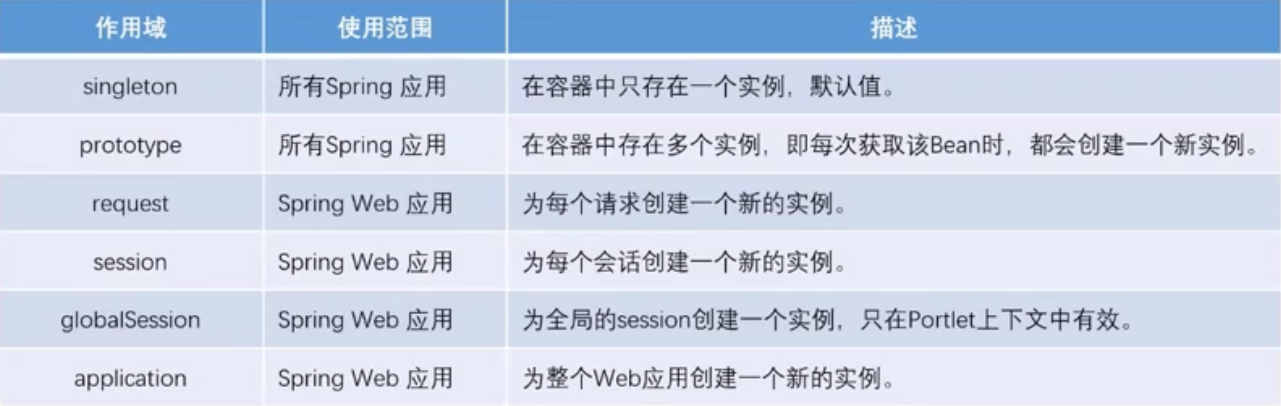 作用域 使用范围 描述
singleton 所有Spring 应用 在容器中只存在一个实例，默认值。
prototype 所有Spring 应用 在容器中存在多个实例，即每次获取该Bean时，都会创建一个新实例。
request Spring Web 应用 为每个请求创建一个新的实例。
session Spring Web 应用 为每个会话创建一个新的实例。
globalSession Spring Web 应用 为全局的session创建一个实例，只在Portlet上下文中有效。
application Spring Web 应用 为整个Web应用创建一个新的实例。